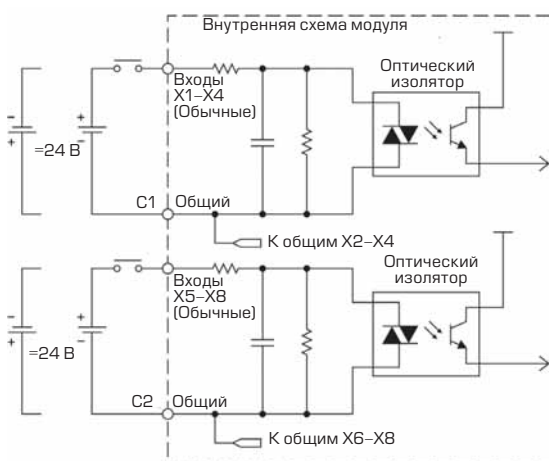 Внутренняя схема модуля
Входы
X1–X4
(Обычные)
Оптический
изолятор
- +
+ -
=24 В
C1 Общий
К общим X2–X4
Входы
X5–X8
(Обычные)
Оптический
изолятор
- +
+ -
=24 В
C2 Общий
К общим X6–X8